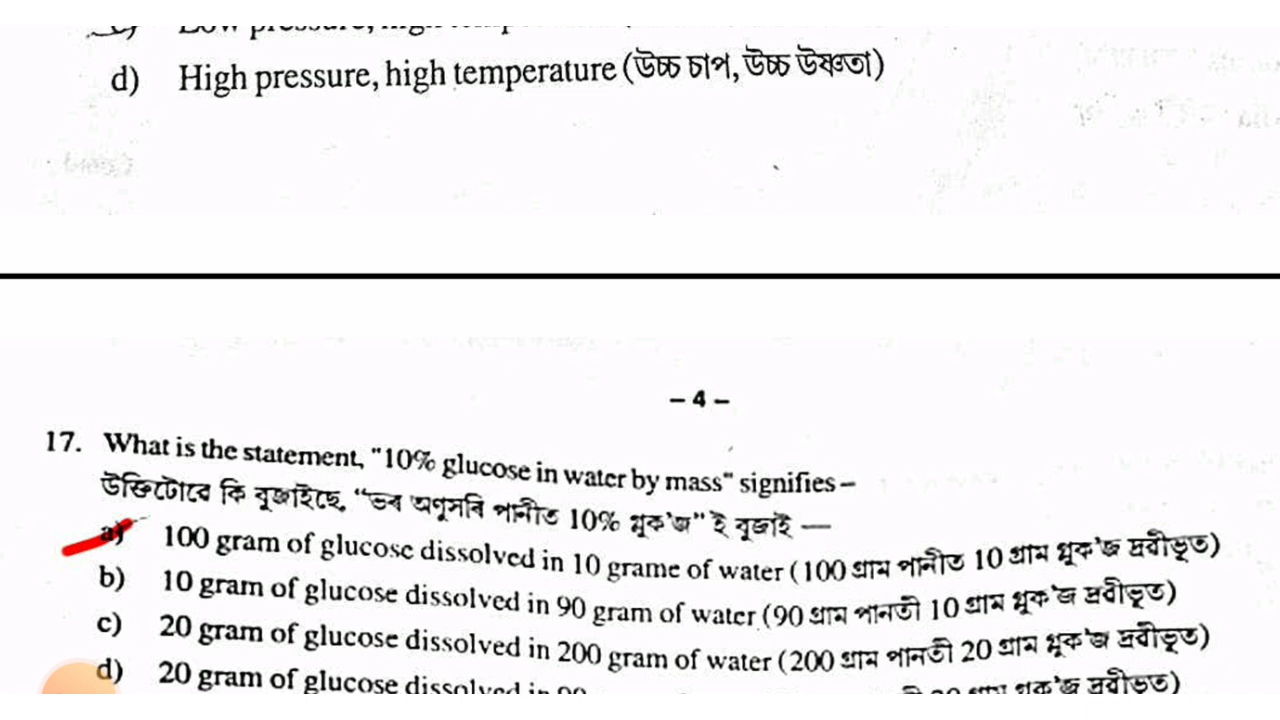 d) High pressure, high temperature (উচ্চ চাপ, উচ্চ উষ্ণতা)
– 4 –
17. What is the statement, "10% glucose in water by mass" signifies –
উক্তিটোৱে কি বুজাইছে, “ভৰ অণুসৰি পানীত 10% গ্লুক'জ” ই বুজাই —
a) 100 gram of glucose dissolved in 10 grame of water (100 গ্ৰাম পানীত 10 গ্ৰাম গ্লুক'জ দ্ৰবীভূত)
b) 10 gram of glucose dissolved in 90 gram of water (90 গ্ৰাম পানতী 10 গ্ৰাম গ্লুক'জ দ্ৰবীভূত)
c) 20 gram of glucose dissolved in 200 gram of water (200 গ্ৰাম পানতী 20 গ্ৰাম গ্লুক'জ দ্ৰবীভূত)
d) 20 gram of glucose dissolved in গ্লুক'জ দ্ৰবীভূত)